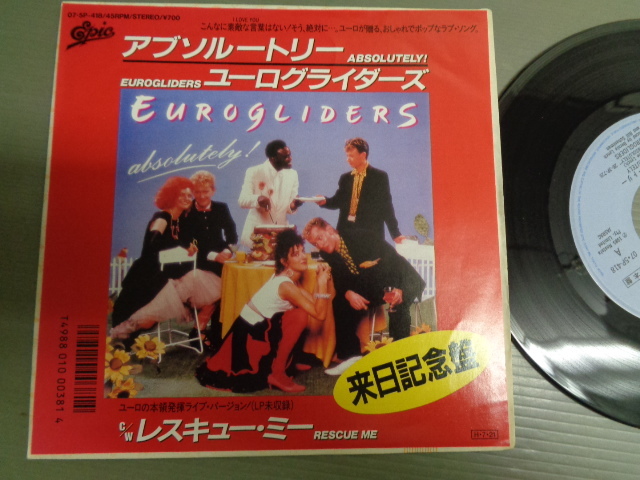 07・5P-418/45RPM/STEREO/¥700
Epic
I LOVE YOU
こんなに素敵な言葉はない!そう、絶対に…。ユーロが贈る、おしゃれでポップなラブ・ソング。
アブソルートリー ABSOLUTELY!
EUROGLIDERS ユーログライダーズ
EUROGLIDERS
absolutely!
来日記念盤
T4988 010 00381 4
ユーロの本領発揮ライブ・バージョン!(LP未収録)
C/W レスキュー・ミー RESCUE ME
A
07・5P-418